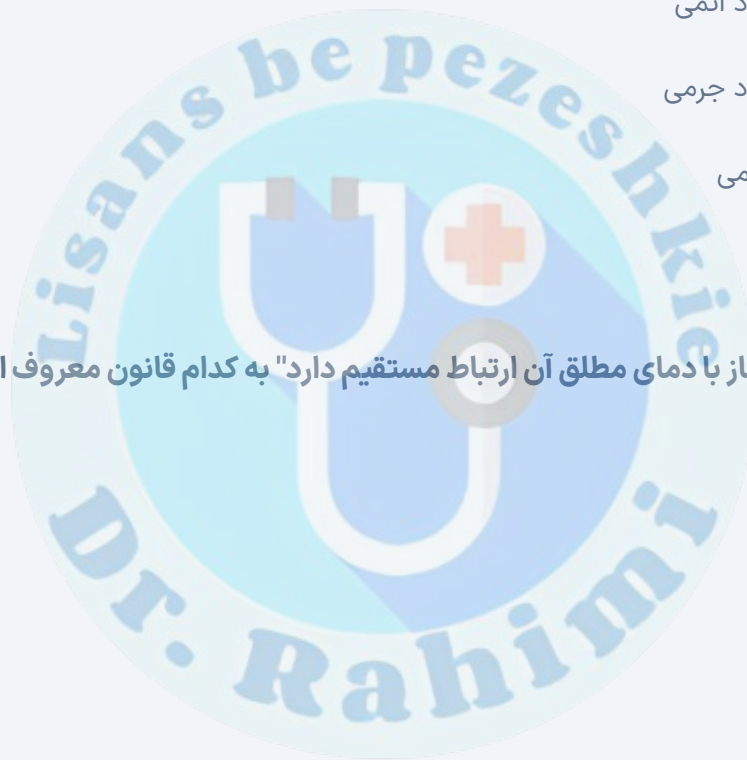 Lisans be pezeshkie
اتمی
جرمی
از با دمای مطلق آن ارتباط مستقیم دارد" به کدام قانون معروف
Dr. Rahimi